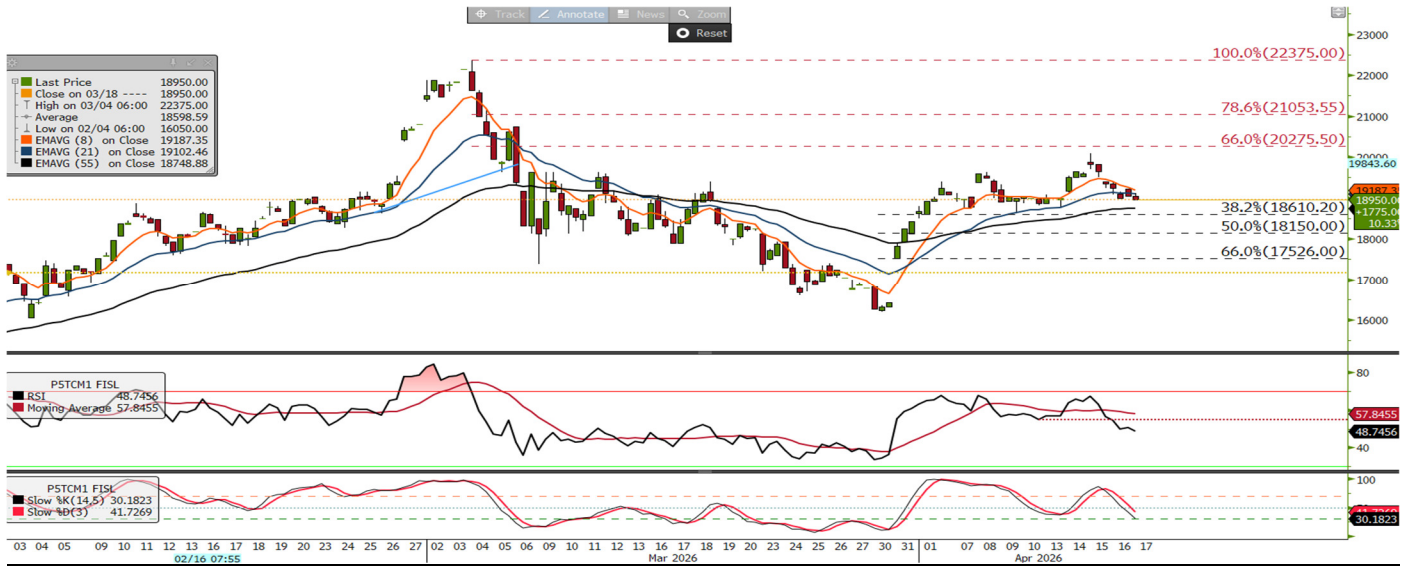 Track Annotate News Zoom
Reset
Last Price 18950.00
Close on 03/18 ---- 18950.00
High on 03/04 06:00 22375.00
Average 18598.59
Low on 02/04 06:00 16050.00
EMAVG (8) on Close 19187.35
EMAVG (21) on Close 19102.46
EMAVG (55) on Close 18748.88
100.0%(22375.00)
78.6%(21053.55)
66.0%(20275.50)
38.2%(18610.20)
50.0%(18150.00)
66.0%(17526.00)
23000
22000
21000
20000
19843.60
19187.3
18950.0
+1775.0
10.33
18000
17000
16000
P5TCM1 FISL
RSI 48.7456
Moving Average 57.8455
80
57.8455
48.7456
40
P5TCM1 FISL
Slow %K(14,5) 30.1823
Slow %D(3) 41.7269
100
41.7269
30.1823
03 04 05 09 10 11 12 13 16 17 18 19 20 23 24 25 26 27 02 03 04 05 06 09 10 11 12 13 16 17 18 19 20 23 24 25 26 27 30 31 01 07 08 09 10 13 14 15 16 17
02/16 07:55 Mar 2026 Apr 2026